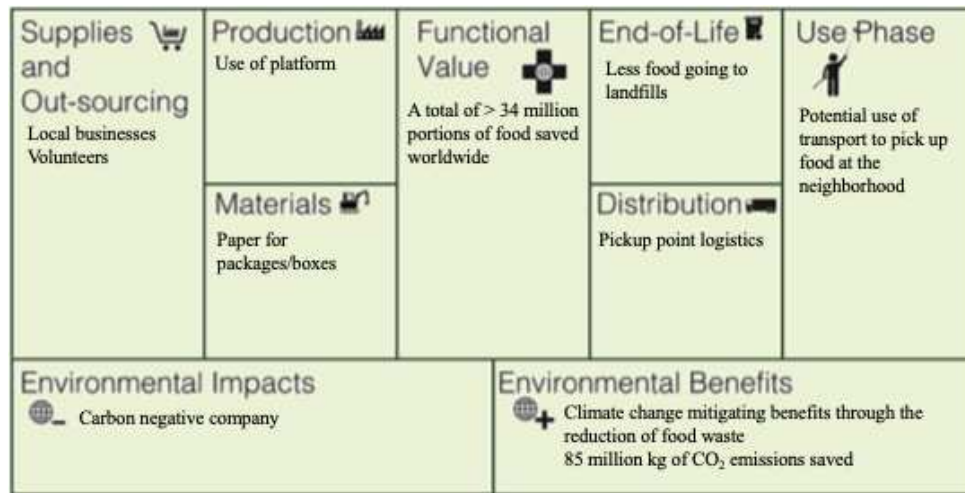 Supplies
and
Out-sourcing
Local businesses
Volunteers
Production
Use of platform
Materials
Paper for
packages/boxes
Functional
Value
A total of > 34 million
portions of food saved
worldwide
End-of-Life
Less food going to
landfills
Distribution
Pickup point logistics
Use Phase
Potential use of
transport to pick up
food at the
neighborhood
Environmental Impacts
Carbon negative company
Environmental Benefits
Climate change mitigating benefits through the
reduction of food waste
85 million kg of CO₂ emissions saved